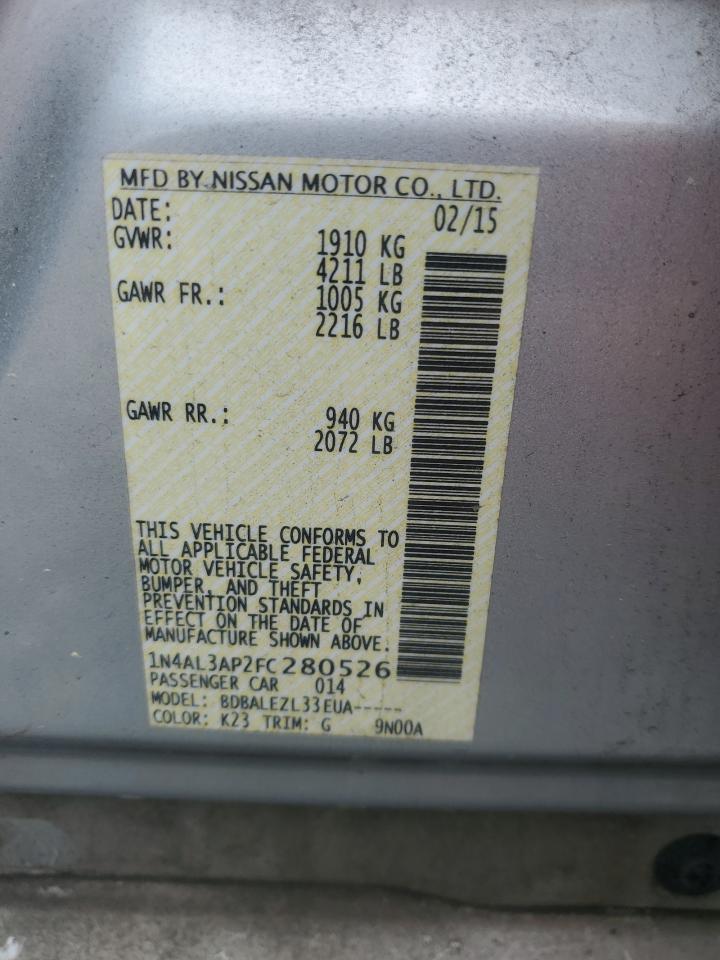 MFD BY NISSAN MOTOR CO., LTD.
DATE: 02/15
GVWR: 1910 KG
4211 LB
GAWR FR.: 1005 KG
2216 LB
GAWR RR.: 940 KG
2072 LB
THIS VEHICLE CONFORMS TO
ALL APPLICABLE FEDERAL
MOTOR VEHICLE SAFETY,
BUMPER, AND THEFT
PREVENTION STANDARDS IN
EFFECT ON THE DATE OF
MANUFACTURE SHOWN ABOVE.
1N4AL3AP2FC280526
PASSENGER CAR 014
MODEL: BDBALEZL33EUA-----
COLOR: K23 TRIM: G 9N00A